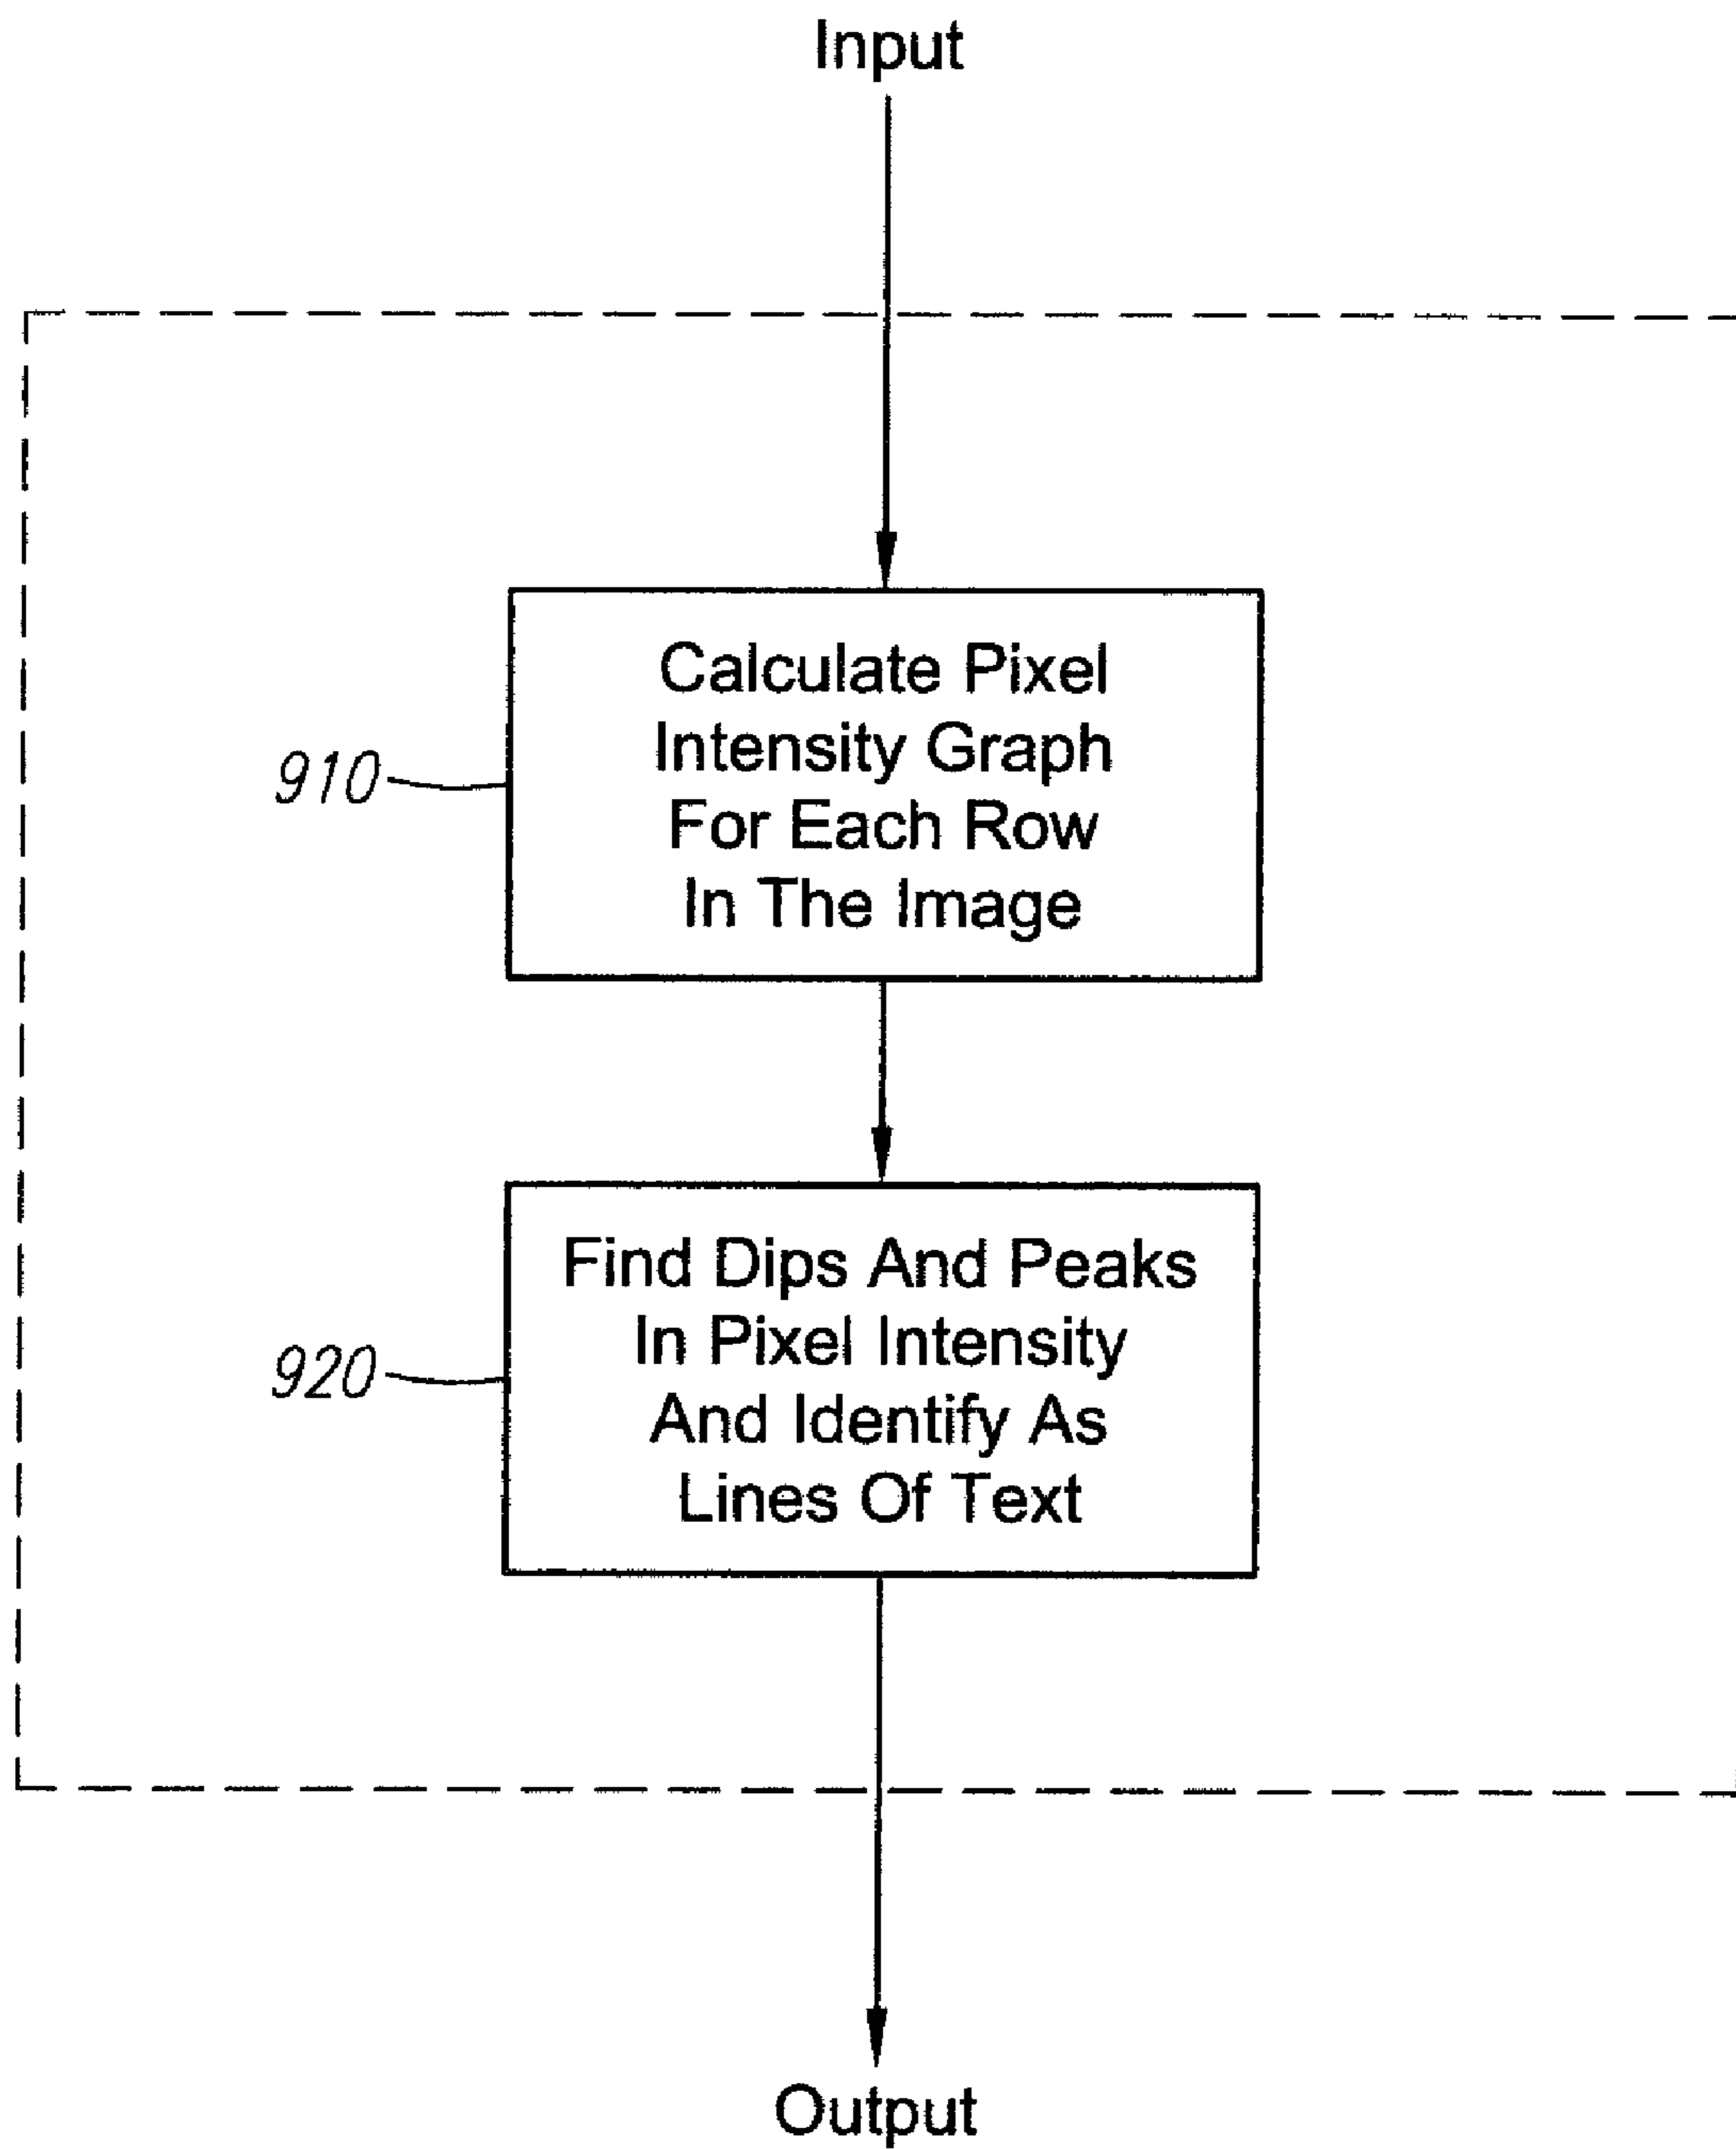 Input
Calculate Pixel
Intensity Graph
For Each Row
In The Image
910
Find Dips And Peaks
In Pixel Intensity
And Identify As
Lines Of Text
920
Output